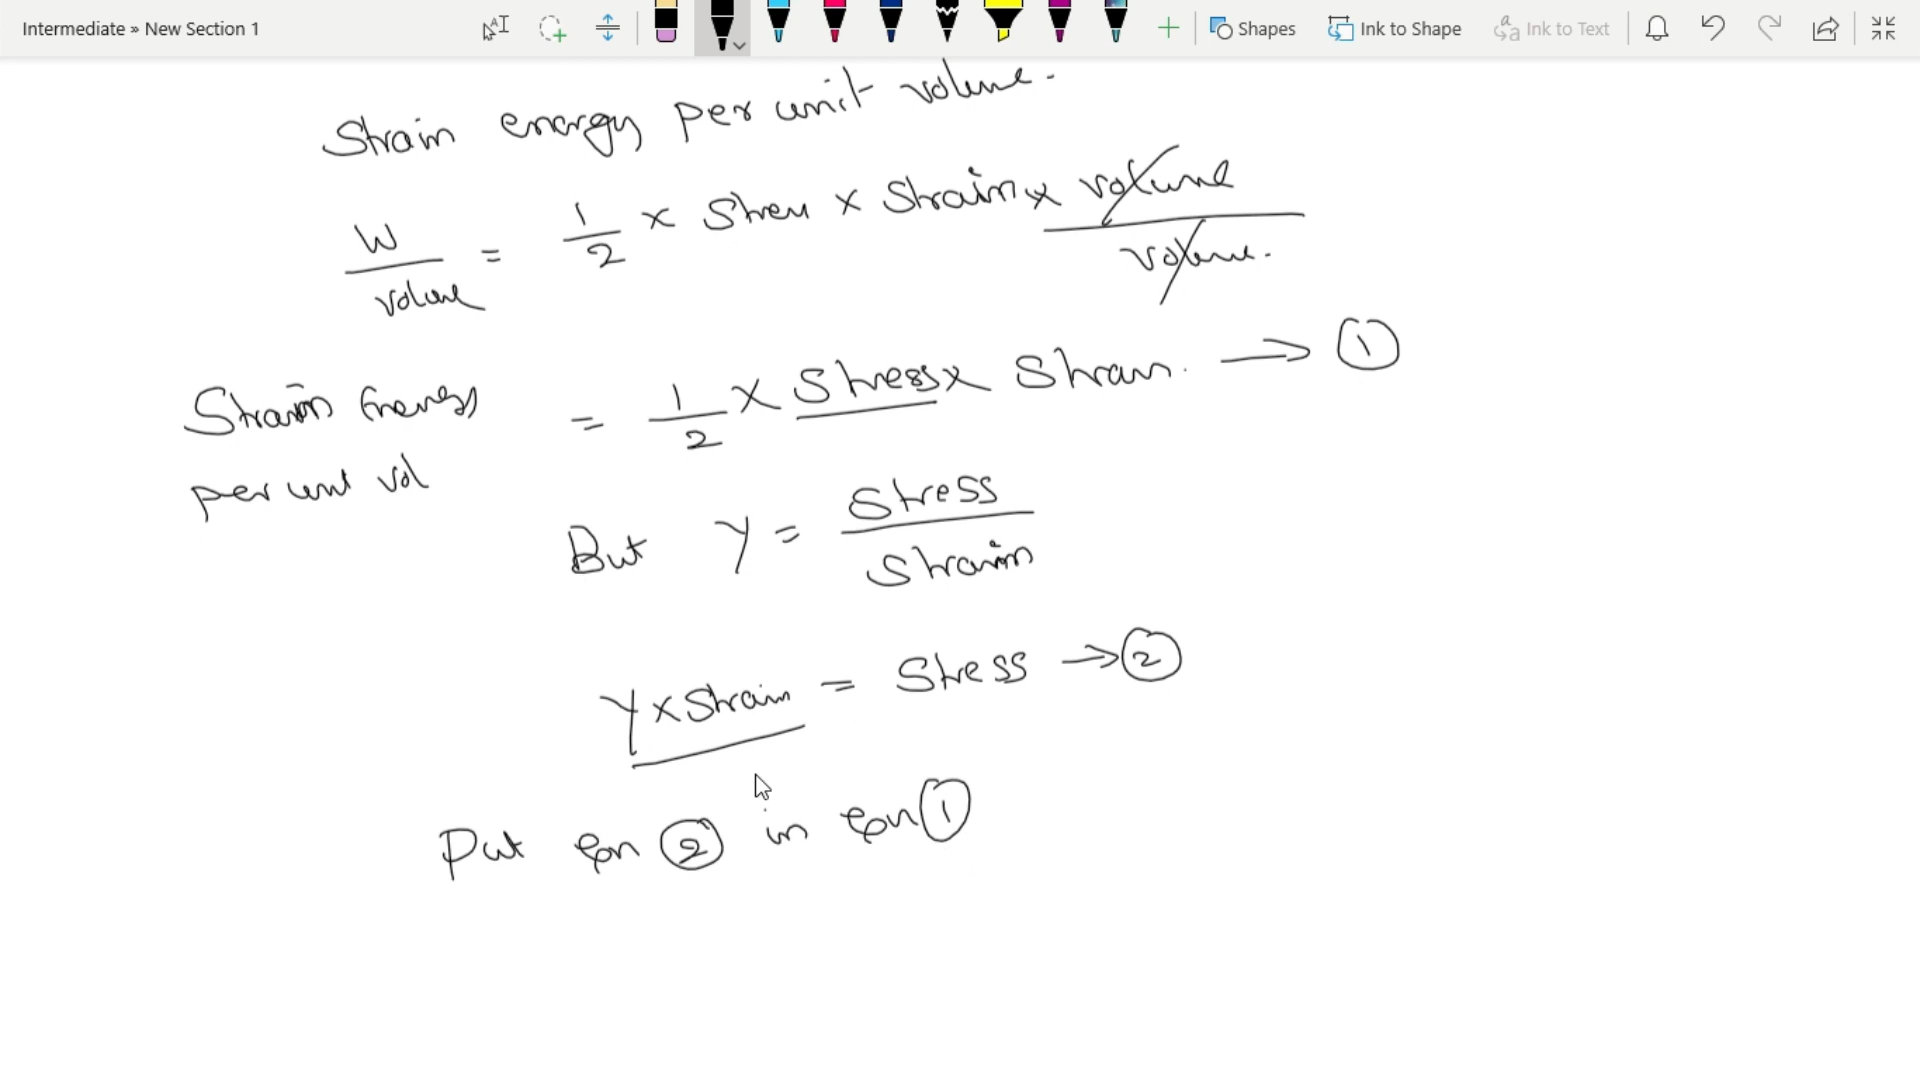 Intermediate » New Section 1
Shapes
Ink to Shape
Ink to Text
Strain energy per unit volume.
W / volume = 1/2 × Stress × Strain × volume / volume.
Strain Energy per unit vol = 1/2 × Stress × Strain. → ①
But Y = Stress / Strain
Y × Strain = Stress → ②
Put eqn ② in eqn ①